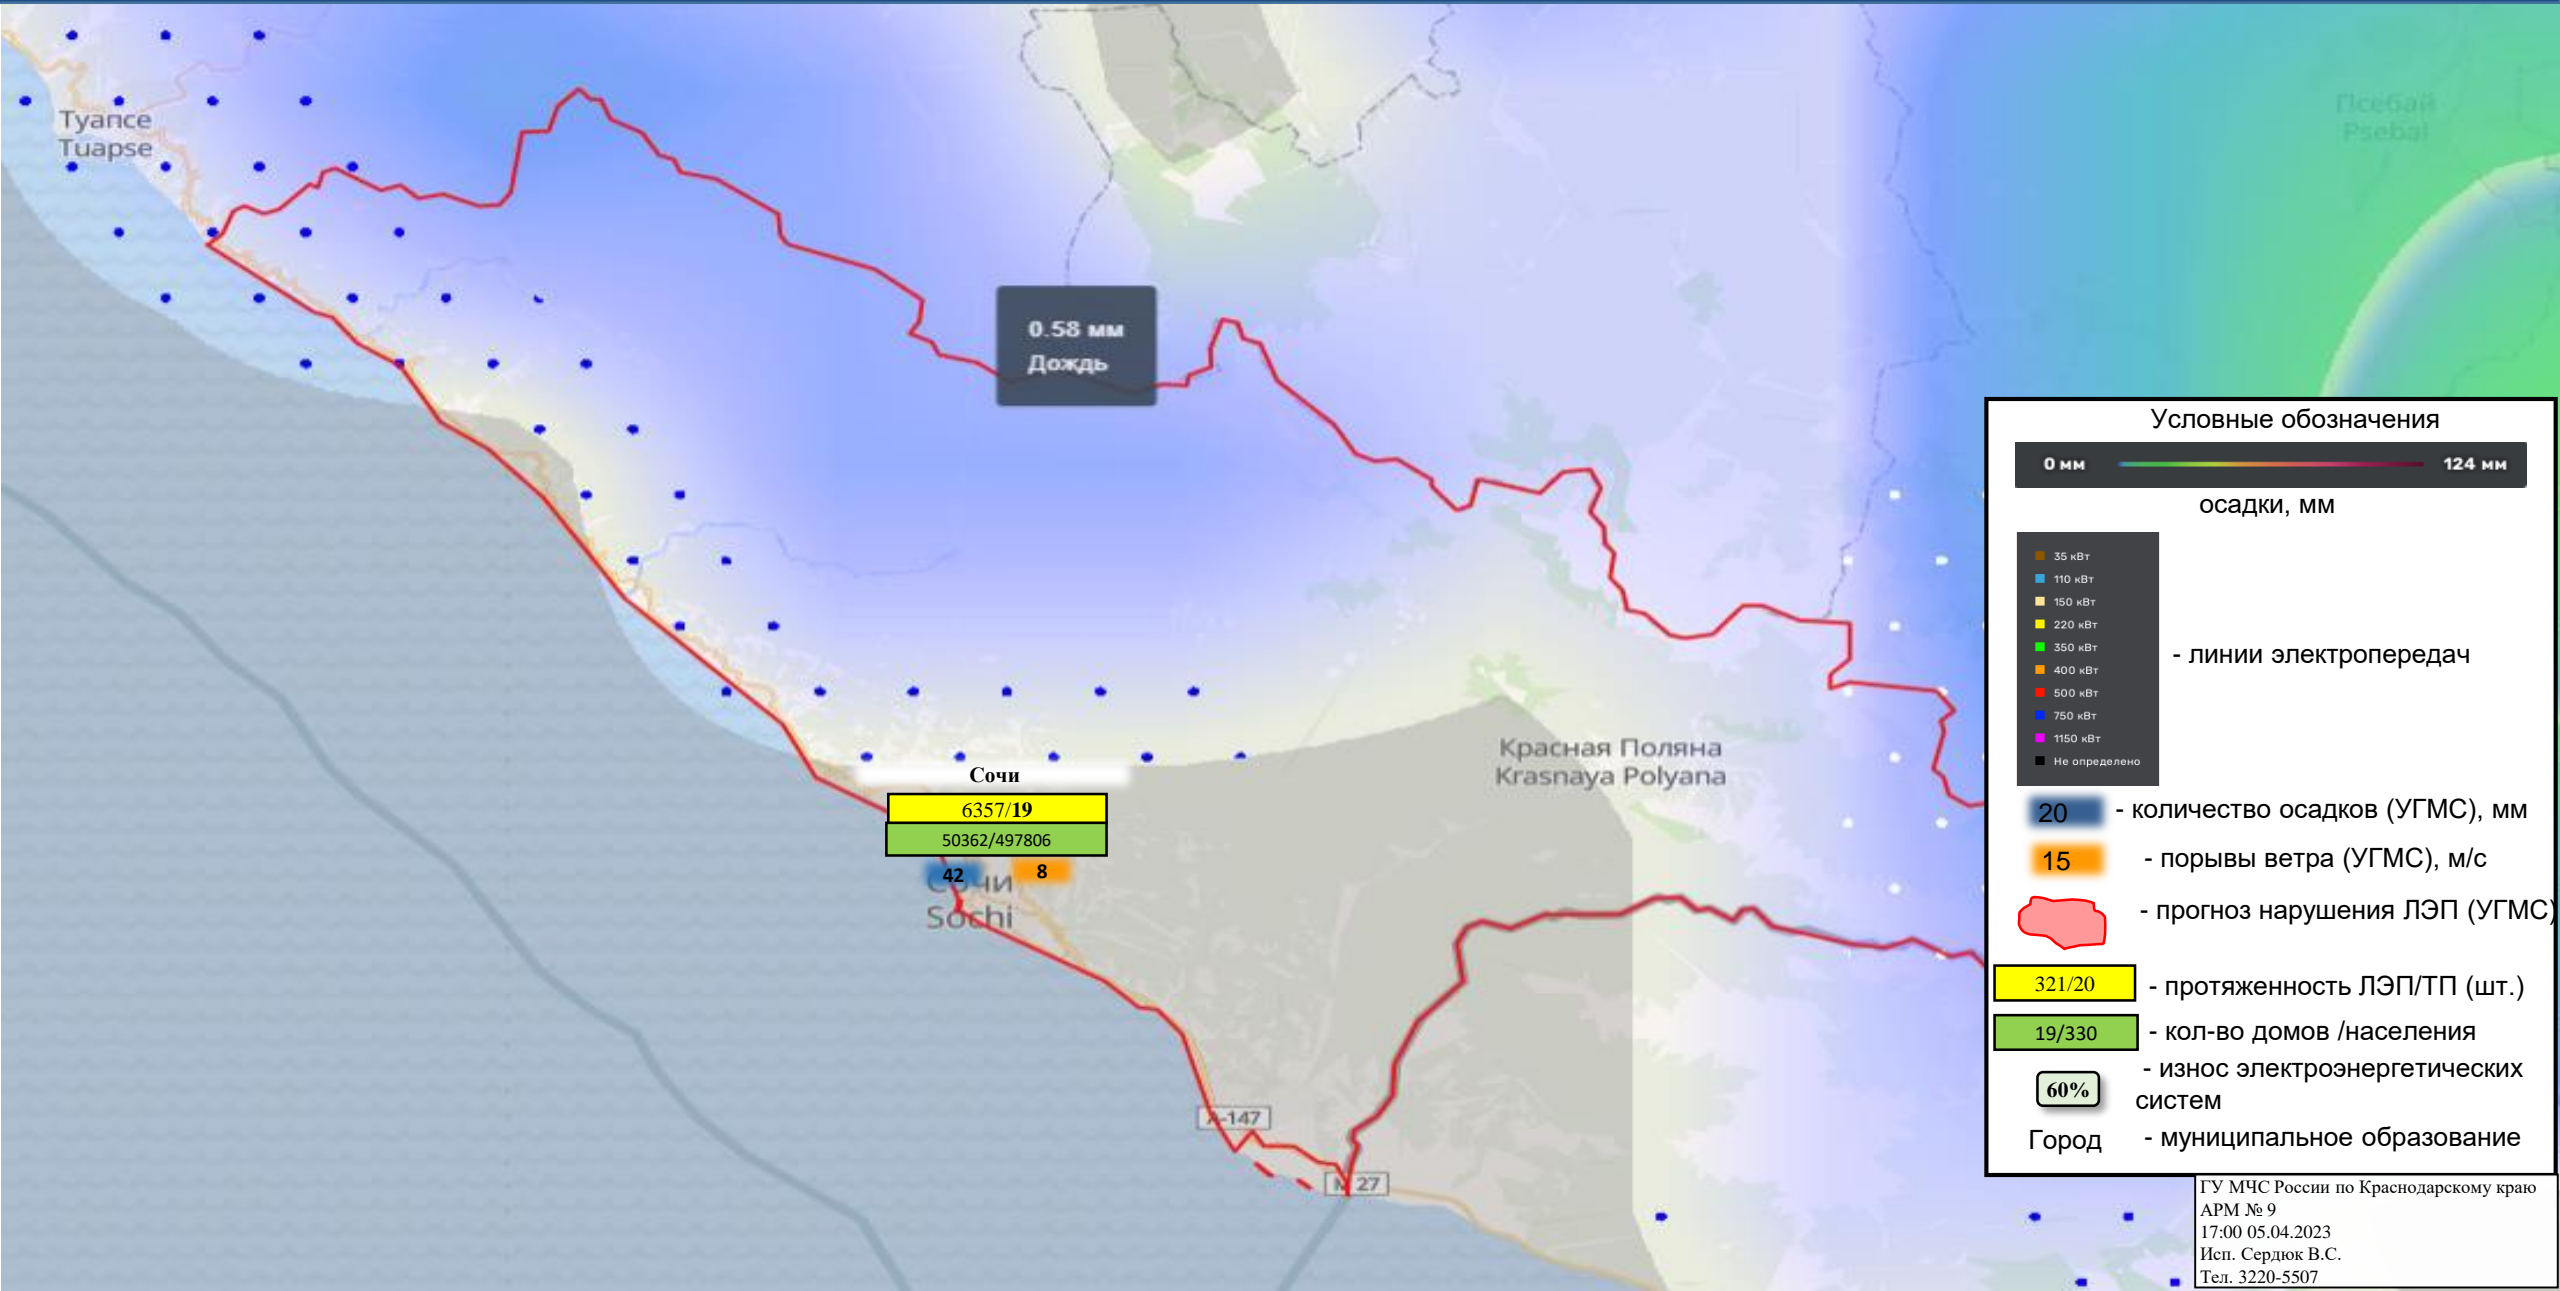 Туапсе
Tuapse
Псебай
Psebai
0.58 мм
Дождь
Красная Поляна
Krasnaya Polyana
Сочи
6357/19
50362/497806
42
8
Сочи
Sochi
А-147
М 27
Условные обозначения
0 мм
124 мм
осадки, мм
35 кВт
110 кВт
150 кВт
220 кВт
350 кВт
400 кВт
500 кВт
750 кВт
1150 кВт
Не определено
- линии электропередач
20 - количество осадков (УГМС), мм
15 - порывы ветра (УГМС), м/с
- прогноз нарушения ЛЭП (УГМС)
321/20 - протяженность ЛЭП/ТП (шт.)
19/330 - кол-во домов /населения
60% - износ электроэнергетических
систем
Город - муниципальное образование
ГУ МЧС России по Краснодарскому краю
АРМ № 9
17:00 05.04.2023
Исп. Сердюк В.С.
Тел. 3220-5507